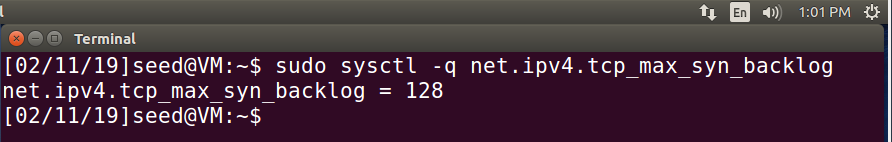 l
En
1:01 PM
Terminal
[02/11/19]seed@VM:~$ sudo sysctl -q net.ipv4.tcp_max_syn_backlog
net.ipv4.tcp_max_syn_backlog = 128
[02/11/19]seed@VM:~$